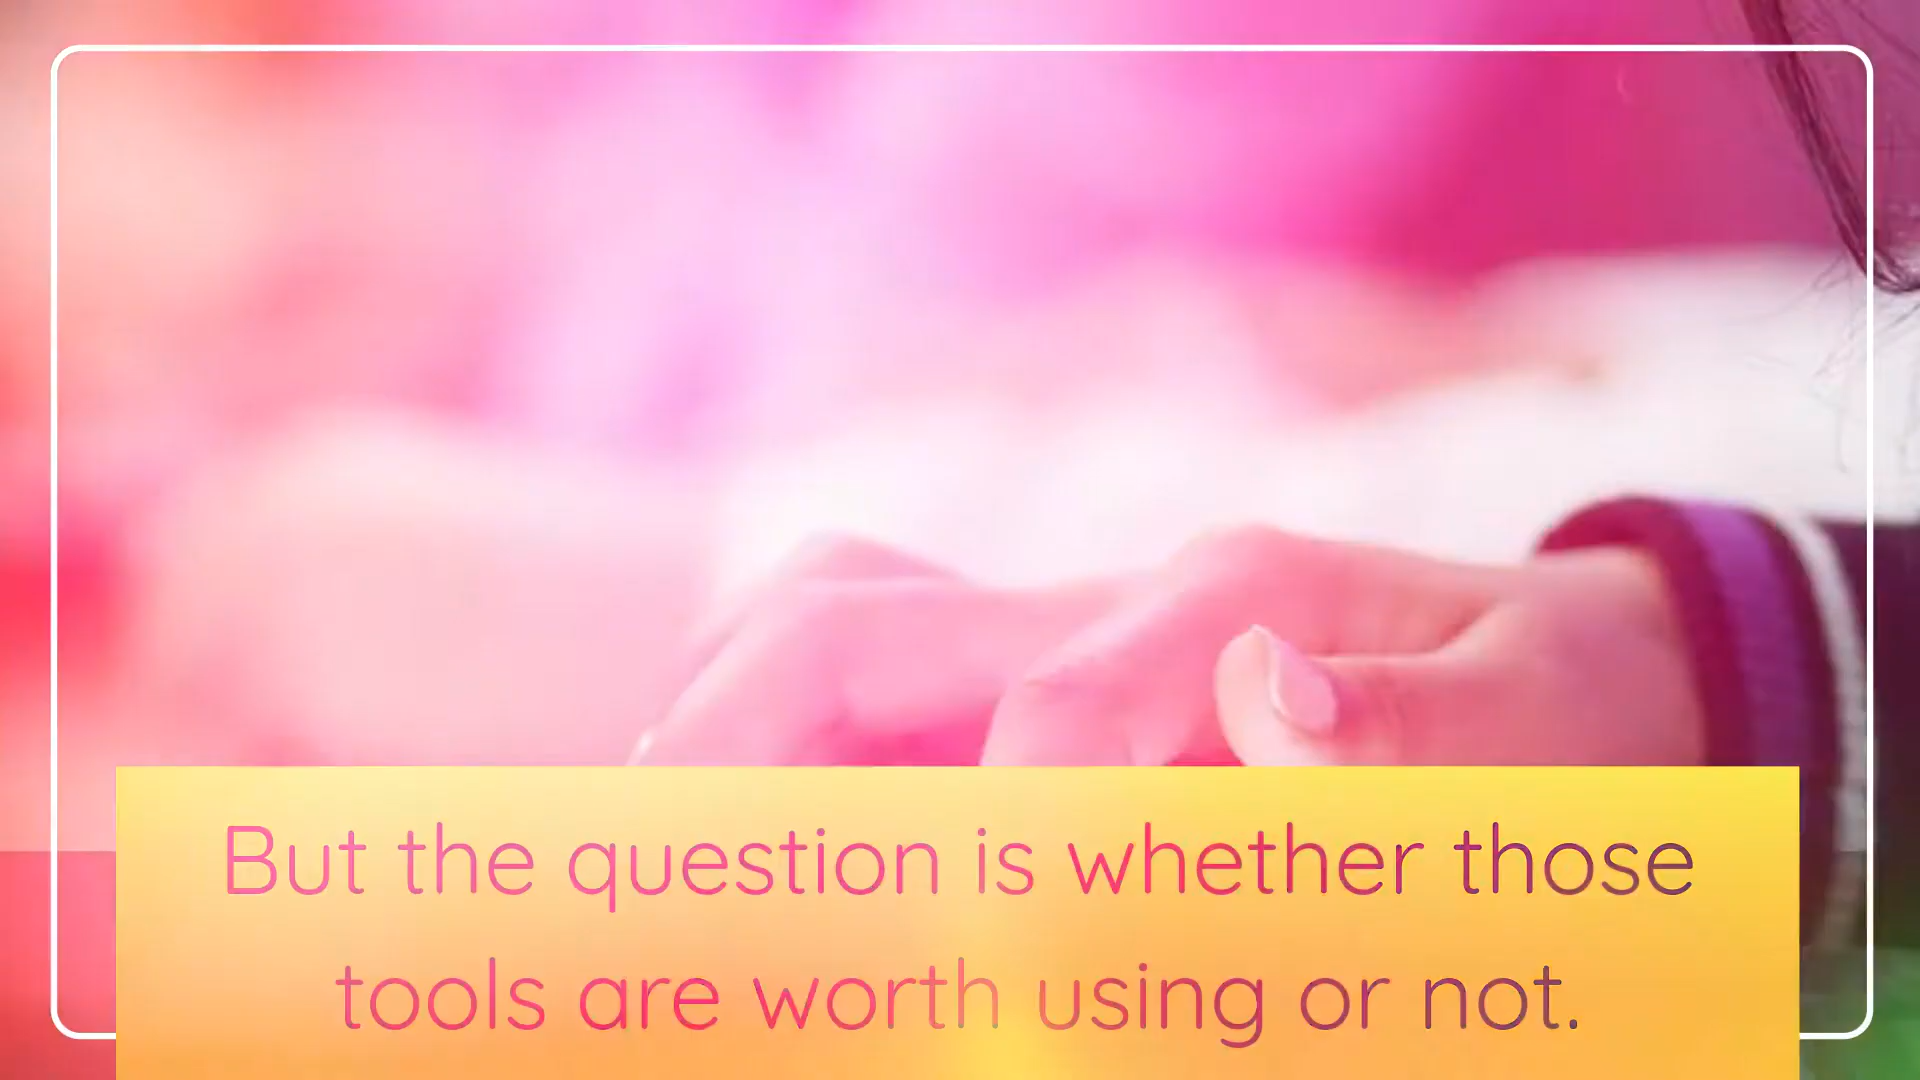 But the question is whether those
tools are worth using or not.